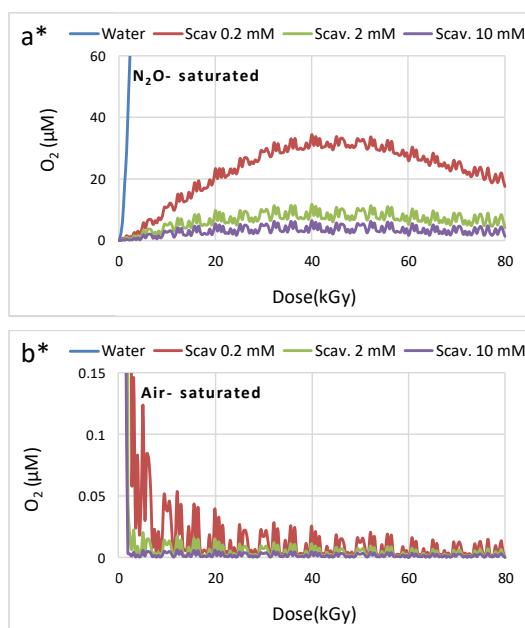 a*
Water Scav 0.2 mM Scav. 2 mM Scav. 10 mM
60
N₂O- saturated
40
O₂ (µM)
20
0
0 20 40 60 80
Dose(kGy)
b*
Water Scav 0.2 mM Scav. 2 mM Scav. 10 mM
0.15
Air- saturated
0.1
O₂ (µM)
0.05
0
0 20 40 60 80
Dose(kGy)